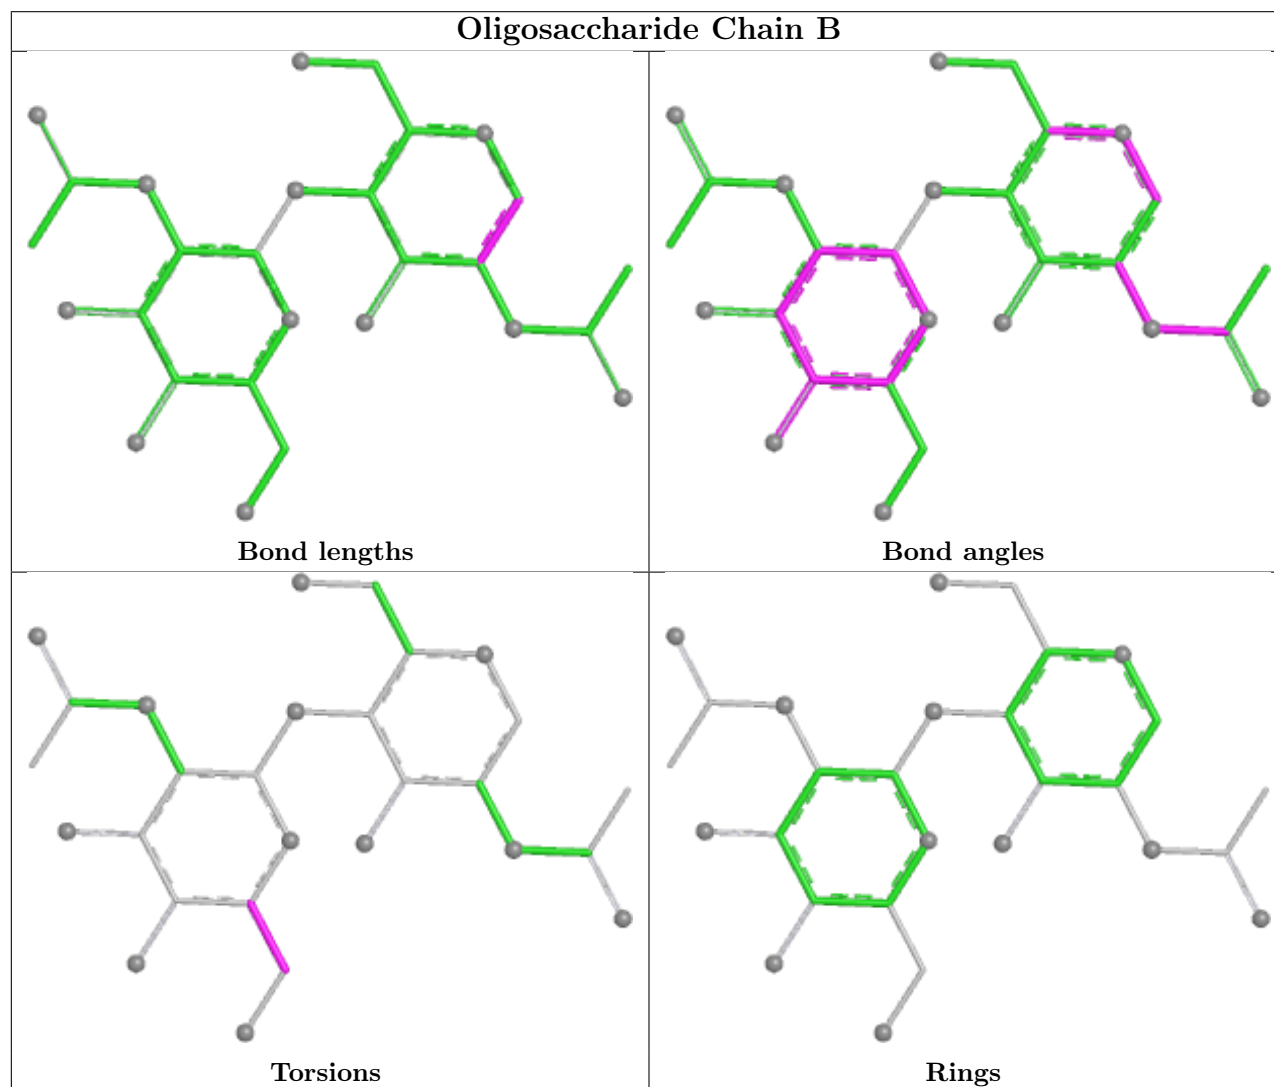 Oligosaccharide Chain B
Bond lengths
Bond angles
Torsions
Rings